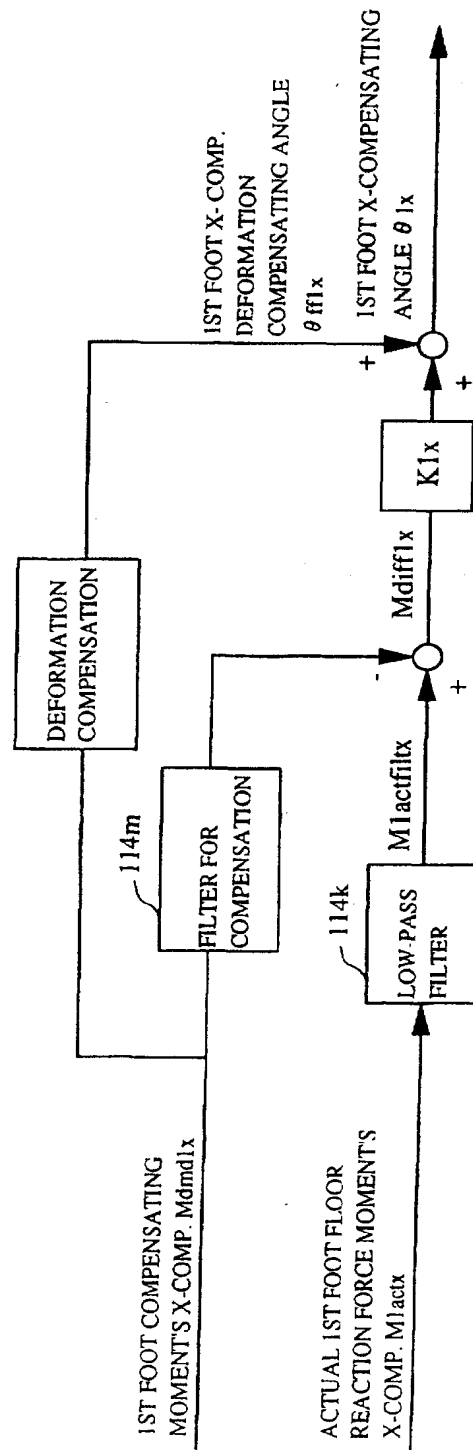 1ST FOOT COMPENSATING
MOMENT'S X-COMP. Mdmd1x
DEFORMATION
COMPENSATION
1ST FOOT X- COMP.
DEFORMATION
COMPENSATING ANGLE
θ ff1x
114m
FILTER FOR
COMPENSATION
ACTUAL 1ST FOOT FLOOR
REACTION FORCE MOMENT'S
X-COMP. M1actx
114k
LOW-PASS
FILTER
M1actfiltx
-
+
Mdiff1x
K1x
+
+
1ST FOOT X-COMPENSATING
ANGLE θ 1x